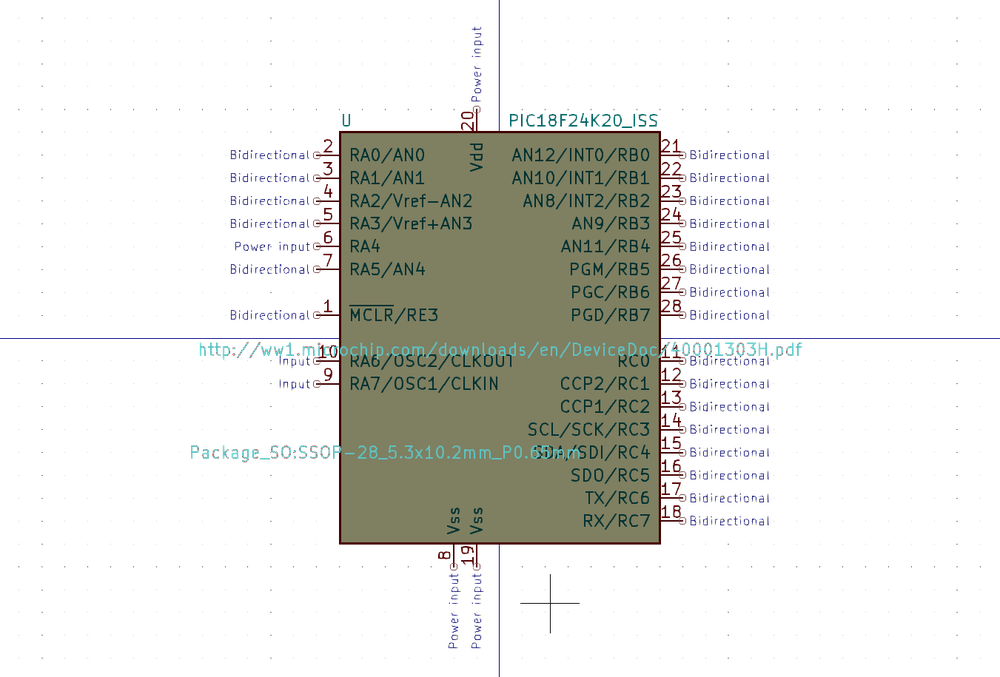 Power input
20
U PIC18F24K20_ISS
Vdd
Bidirectional 2 RA0/AN0 AN12/INT0/RB0 21 Bidirectional
Bidirectional 3 RA1/AN1 AN10/INT1/RB1 22 Bidirectional
Bidirectional 4 RA2/Vref-AN2 AN8/INT2/RB2 23 Bidirectional
Bidirectional 5 RA3/Vref+AN3 AN9/RB3 24 Bidirectional
Power input 6 RA4 AN11/RB4 25 Bidirectional
Bidirectional 7 RA5/AN4 PGM/RB5 26 Bidirectional
PGC/RB6 27 Bidirectional
Bidirectional 1 MCLR/RE3 PGD/RB7 28 Bidirectional
http://ww1.microchip.com/downloads/en/DeviceDoc/40001303H.pdf
Input 10 RA6/OSC2/CLKOUT RC0 11 Bidirectional
Input 9 RA7/OSC1/CLKIN CCP2/RC1 12 Bidirectional
CCP1/RC2 13 Bidirectional
SCL/SCK/RC3 14 Bidirectional
Package_SO:SSOP-28_5.3x10.2mm_P0.65mm SDA/SDI/RC4 15 Bidirectional
SDO/RC5 16 Bidirectional
TX/RC6 17 Bidirectional
RX/RC7 18 Bidirectional
Vss Vss
8 19
Power input Power input